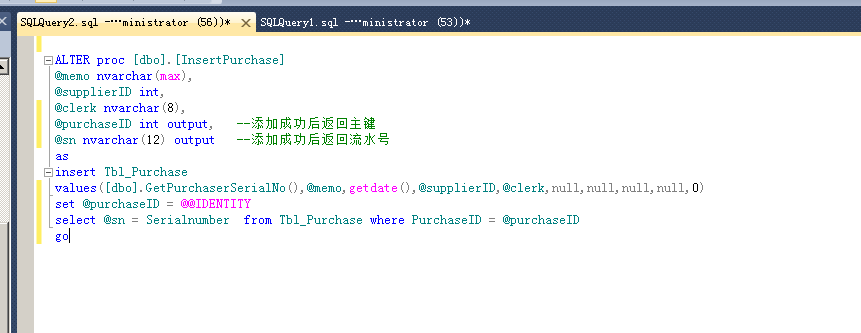 SQLQuery2.sql -···ministrator (56))* × SQLQuery1.sql -···ministrator (53))*
ALTER proc [dbo].[InsertPurchase]
@memo nvarchar(max),
@supplierID int,
@clerk nvarchar(8),
@purchaseID int output, --添加成功后返回主键
@sn nvarchar(12) output --添加成功后返回流水号
as
insert Tbl_Purchase
values([dbo].GetPurchaserSerialNo(),@memo,getdate(),@supplierID,@clerk,null,null,null,null,0)
set @purchaseID = @@IDENTITY
select @sn = Serialnumber  from Tbl_Purchase where PurchaseID = @purchaseID
go